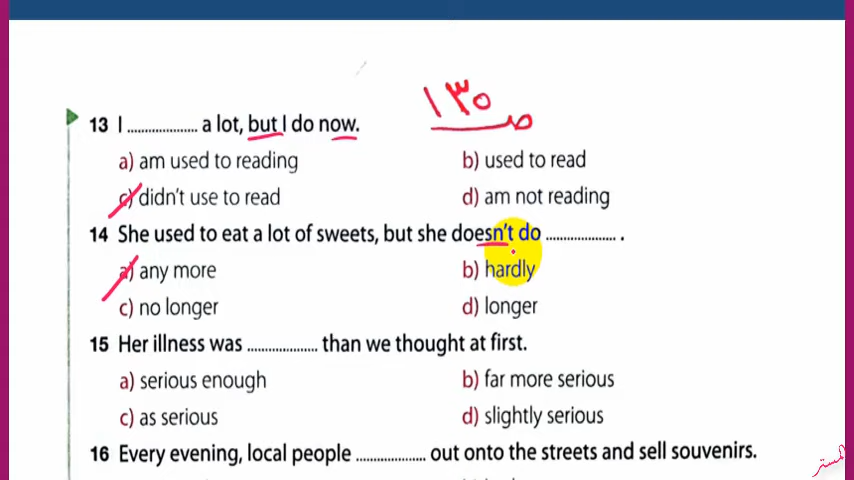 ١٣٥
ص
13 I .................... a lot, but I do now.
a) am used to reading
b) used to read
c) didn't use to read
d) am not reading
14 She used to eat a lot of sweets, but she doesn't do .................... .
a) any more
b) hardly
c) no longer
d) longer
15 Her illness was .................... than we thought at first.
a) serious enough
b) far more serious
c) as serious
d) slightly serious
16 Every evening, local people .................... out onto the streets and sell souvenirs.